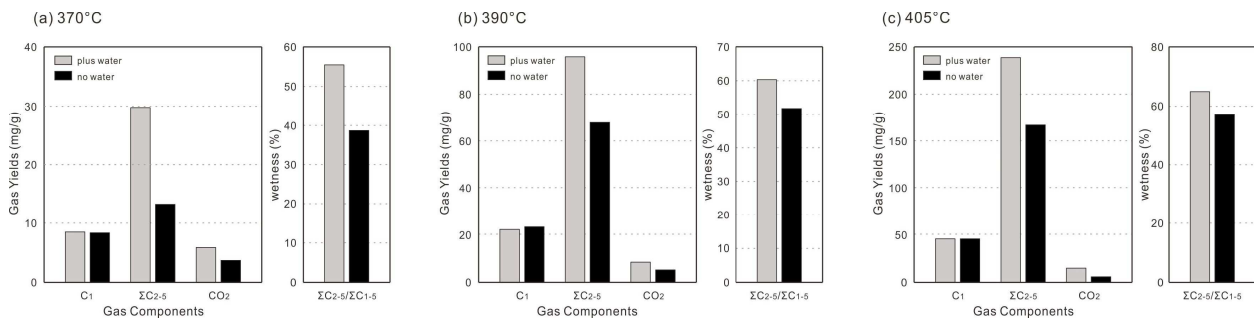 (a) 370°C
Gas Yields (mg/g)
40
30
20
10
0
plus water
no water
C1
ΣC2-5
CO2
Gas Components
wetness (%)
60
50
40
30
20
10
0
ΣC2-5/ΣC1-5
(b) 390°C
Gas Yields (mg/g)
100
80
60
40
20
0
plus water
no water
C1
ΣC2-5
CO2
Gas Components
wetness (%)
70
60
50
40
30
20
10
0
ΣC2-5/ΣC1-5
(c) 405°C
Gas Yields (mg/g)
250
200
150
100
50
0
plus water
no water
C1
ΣC2-5
CO2
Gas Components
wetness (%)
80
60
40
20
0
ΣC2-5/ΣC1-5